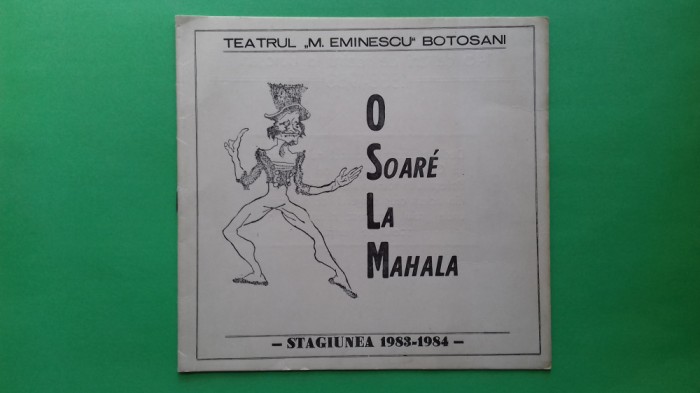 TEATRUL „M. EMINESCU“ BOTOSANI
O
SOARÉ
LA
MAHALA
— STAGIUNEA 1983-1984 —